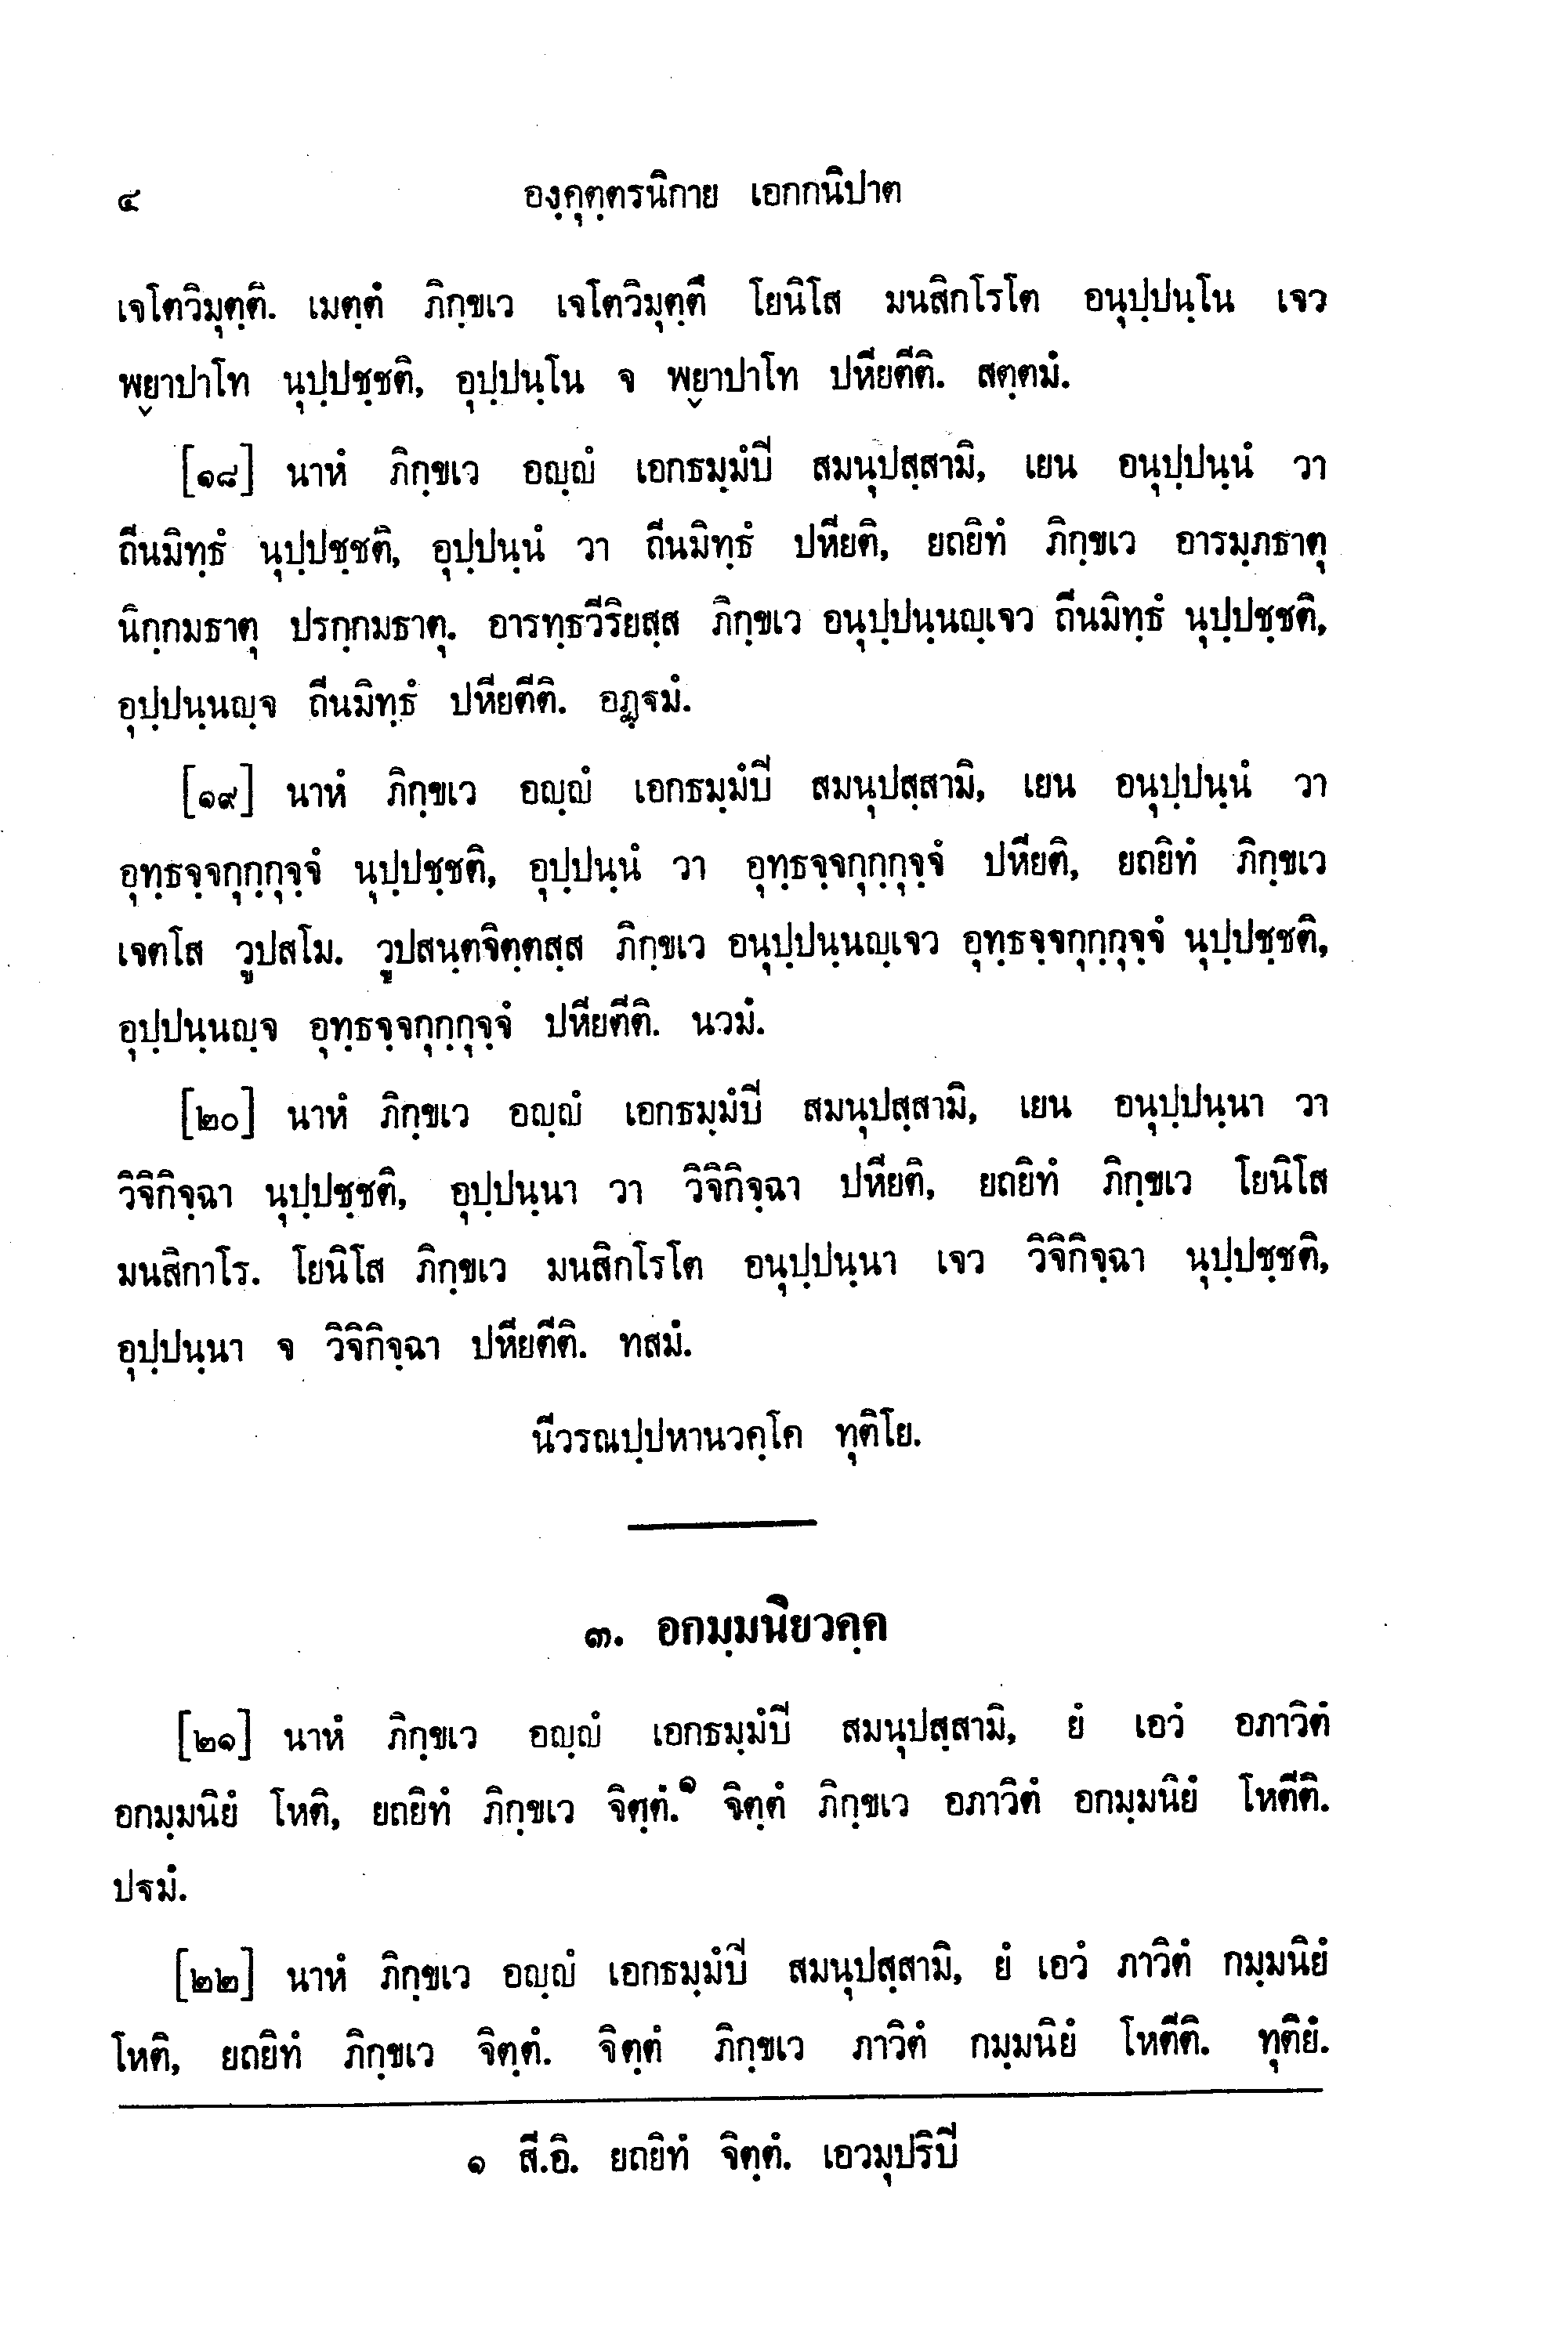 ๔ องฺคุตฺตรนิกาย เอกกนิปาต
เจโตวิมุตฺติ. เมตฺตํ ภิกฺขเว เจโตวิมุตฺตึ โยนิโส มนสิกโรโต อนุปฺปนฺโน เจว
พฺยาปาโท นุปฺปชฺชติ, อุปฺปนฺโน จ พฺยาปาโท ปหียตีติ. สตฺตมํ.
[๑๘] นาหํ ภิกฺขเว อญฺญํ เอกธมฺมํปิ สมนุปสฺสามิ, เยน อนุปฺปนฺนํ วา
ถีนมิทฺธํ นุปฺปชฺชติ, อุปฺปนฺนํ วา ถีนมิทฺธํ ปหียติ, ยถยิทํ ภิกฺขเว อารมฺภธาตุ
นิกฺกมธาตุ ปรกฺกมธาตุ. อารทฺธวีริยสฺส ภิกฺขเว อนุปฺปนฺนญฺเจว ถีนมิทฺธํ นุปฺปชฺชติ,
อุปฺปนฺนญฺจ ถีนมิทฺธํ ปหียตีติ. อฏฺฐมํ.
[๑๙] นาหํ ภิกฺขเว อญฺญํ เอกธมฺมํปิ สมนุปสฺสามิ, เยน อนุปฺปนฺนํ วา
อุทฺธจฺจกุกฺกุจฺจํ นุปฺปชฺชติ, อุปฺปนฺนํ วา อุทฺธจฺจกุกฺกุจฺจํ ปหียติ, ยถยิทํ ภิกฺขเว
เจตโส วูปสโม. วูปสนฺตจิตฺตสฺส ภิกฺขเว อนุปฺปนฺนญฺเจว อุทฺธจฺจกุกฺกุจฺจํ นุปฺปชฺชติ,
อุปฺปนฺนญฺจ อุทฺธจฺจกุกฺกุจฺจํ ปหียตีติ. นวมํ.
[๒๐] นาหํ ภิกฺขเว อญฺญํ เอกธมฺมํปิ สมนุปสฺสามิ, เยน อนุปฺปนฺนา วา
วิจิกิจฺฉา นุปฺปชฺชติ, อุปฺปนฺนา วา วิจิกิจฺฉา ปหียติ, ยถยิทํ ภิกฺขเว โยนิโส
มนสิกาโร. โยนิโส ภิกฺขเว มนสิกโรโต อนุปฺปนฺนา เจว วิจิกิจฺฉา นุปฺปชฺชติ,
อุปฺปนฺนา จ วิจิกิจฺฉา ปหียตีติ. ทสมํ.
นีวรณปฺปหานวคฺโค ทุติโย.
๓. อกมฺมนิยวคฺค
[๒๑] นาหํ ภิกฺขเว อญฺญํ เอกธมฺมํปิ สมนุปสฺสามิ, ยํ เอวํ อภาวิตํ
อกมฺมนิยํ โหติ, ยถยิทํ ภิกฺขเว จิตฺตํ.๑ จิตฺตํ ภิกฺขเว อภาวิตํ อกมฺมนิยํ โหตีติ.
ปฐมํ.
[๒๒] นาหํ ภิกฺขเว อญฺญํ เอกธมฺมํปิ สมนุปสฺสามิ, ยํ เอวํ ภาวิตํ กมฺมนิยํ
โหติ, ยถยิทํ ภิกฺขเว จิตฺตํ. จิตฺตํ ภิกฺขเว ภาวิตํ กมฺมนิยํ โหตีติ. ทุติยํ.
๑ สี.อิ. ยถยิทํ จิตฺตํ. เอวมุปริปิ